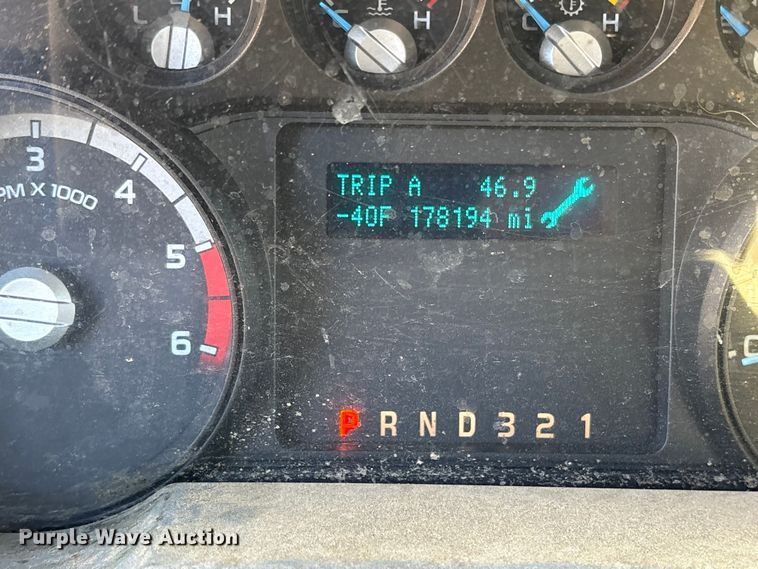 L H
H
C H
3
4
5
6
PM X 1000
TRIP A 46.9
-40F 178194 mi
P R N D 3 2 1
Purple Wave Auction